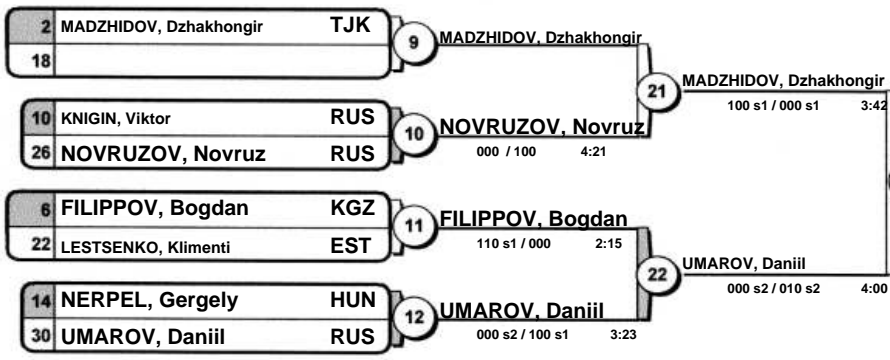 2 MADZHIDOV, Dzhakhongir TJK
18
9
MADZHIDOV, Dzhakhongir
10 KNIGIN, Viktor RUS
26 NOVRUZOV, Novruz RUS
10
NOVRUZOV, Novruz
000 / 100 4:21
21
MADZHIDOV, Dzhakhongir
100 s1 / 000 s1 3:42
6 FILIPPOV, Bogdan KGZ
22 LESTSENKO, Klimenti EST
11
FILIPPOV, Bogdan
110 s1 / 000 2:15
14 NERPEL, Gergely HUN
30 UMAROV, Daniil RUS
12
UMAROV, Daniil
000 s2 / 100 s1 3:23
22
UMAROV, Daniil
000 s2 / 010 s2 4:00